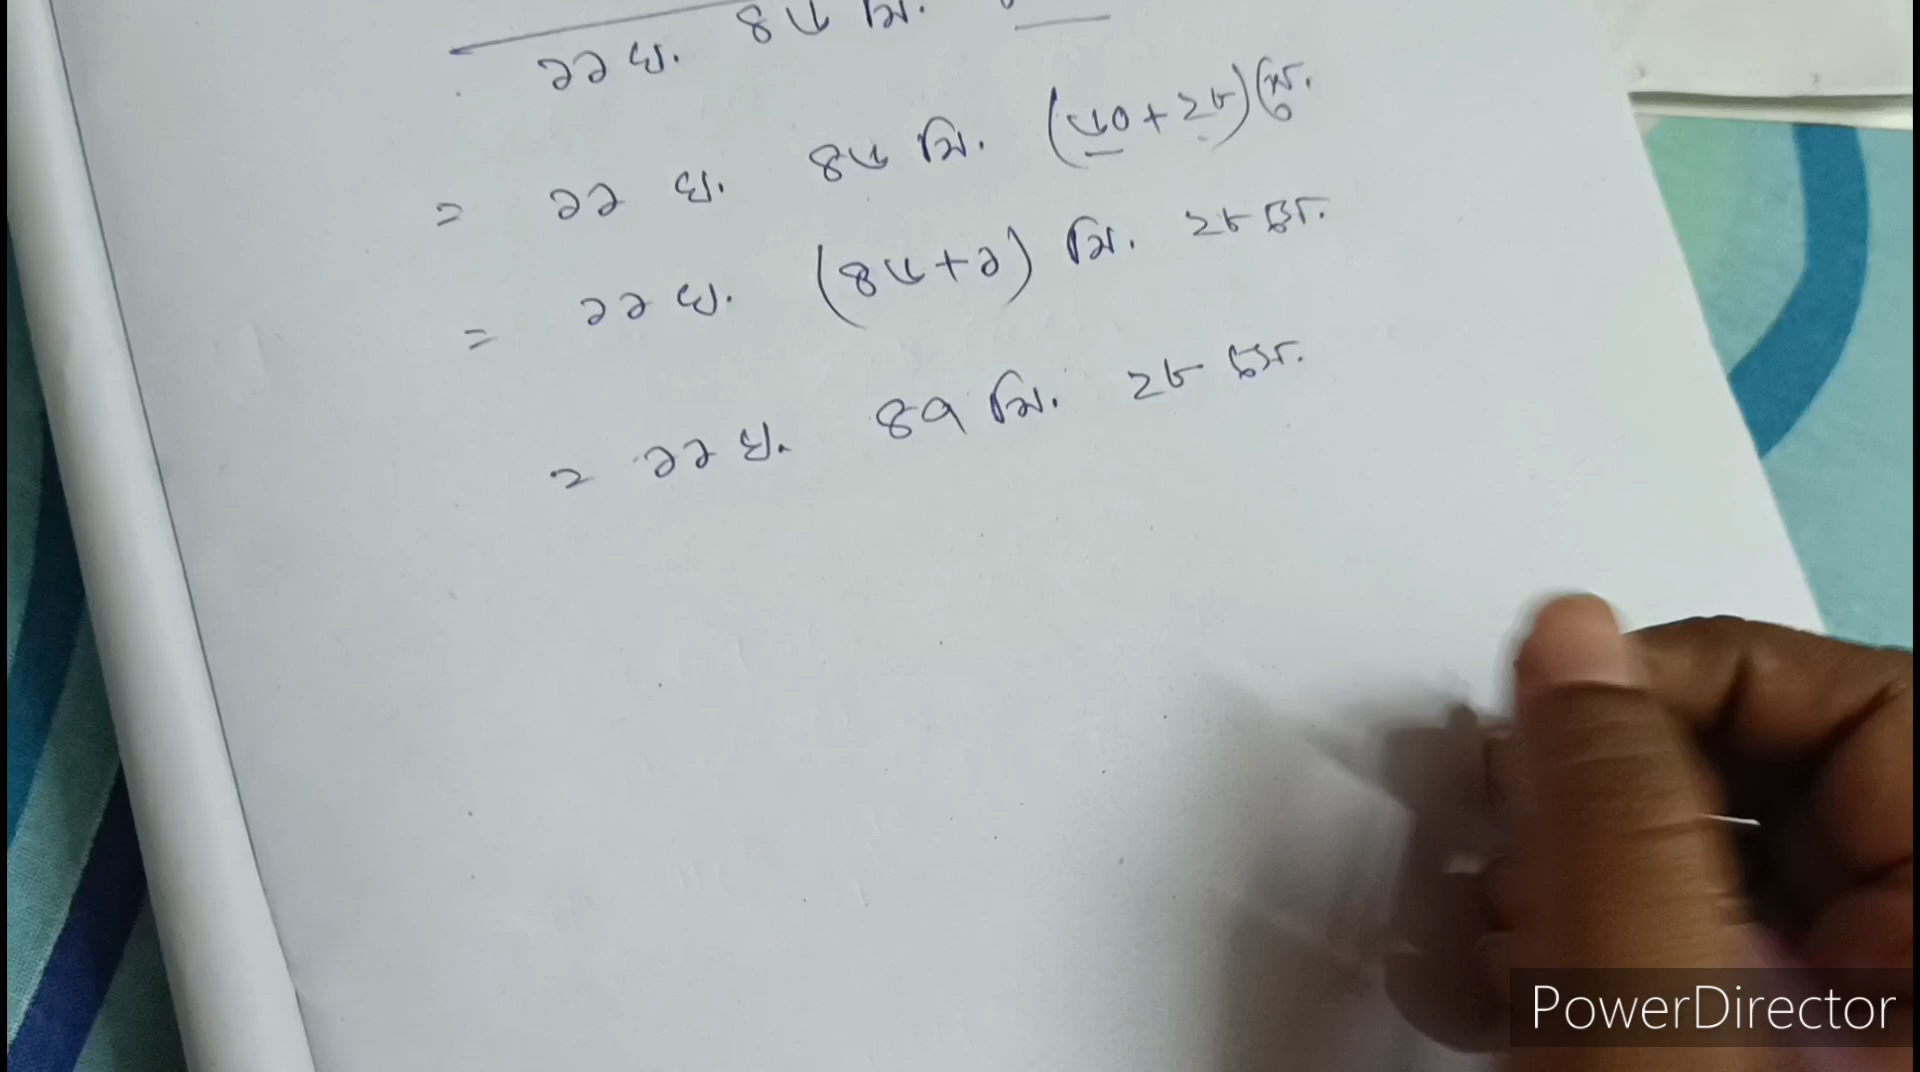 ১১ ঘ. ৪৬ মি.
= ১১ ঘ. ৪৬ মি. (৬০+২৮) ছে.
= ১১ ঘ. (৪৬+১) মি. ২৮ ছে.
= ১১ ঘ. ৪৭ মি. ২৮ ছে.
PowerDirector